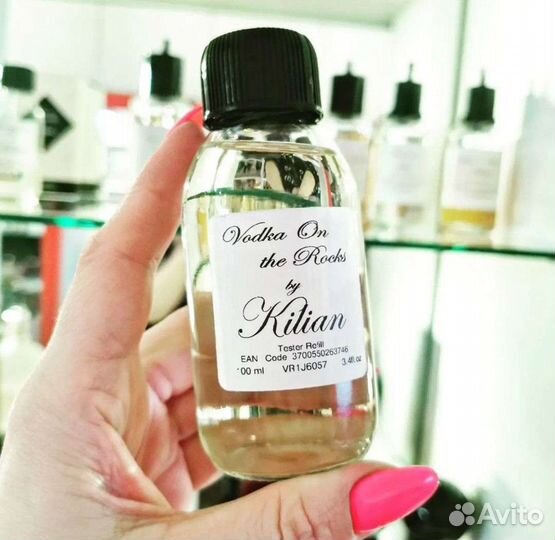 Vodka On
the Rocks
by
Kilian
Tester Refill
EAN Code 3700550263746
100 ml VR1J6057 3.4fl.oz
Avito